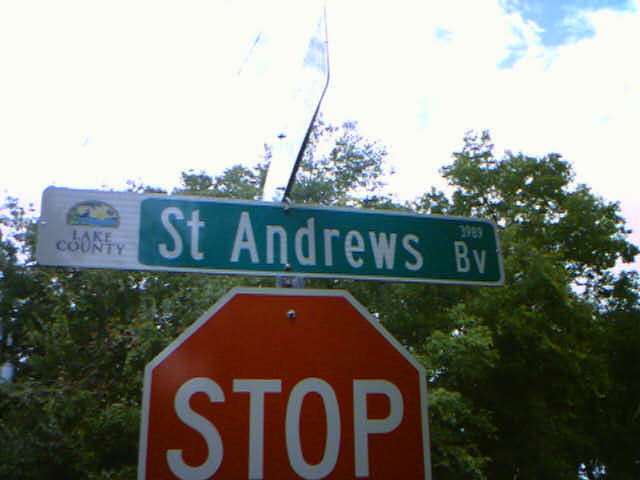 LAKE
COUNTY
St Andrews
3989
Bv
STOP